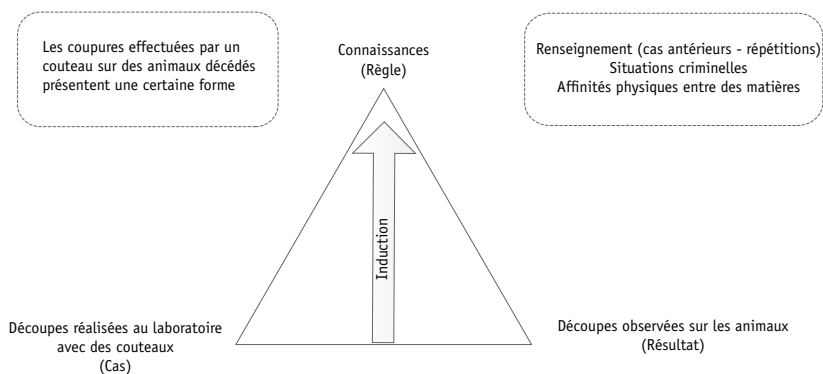 Les coupures effectuées par un
couteau sur des animaux décédés
présentent une certaine forme
Connaissances
(Règle)
Renseignement (cas antérieurs - répétitions)
Situations criminelles
Affinités physiques entre des matières
Induction
Découpes réalisées au laboratoire
avec des couteaux
(Cas)
Découpes observées sur les animaux
(Résultat)